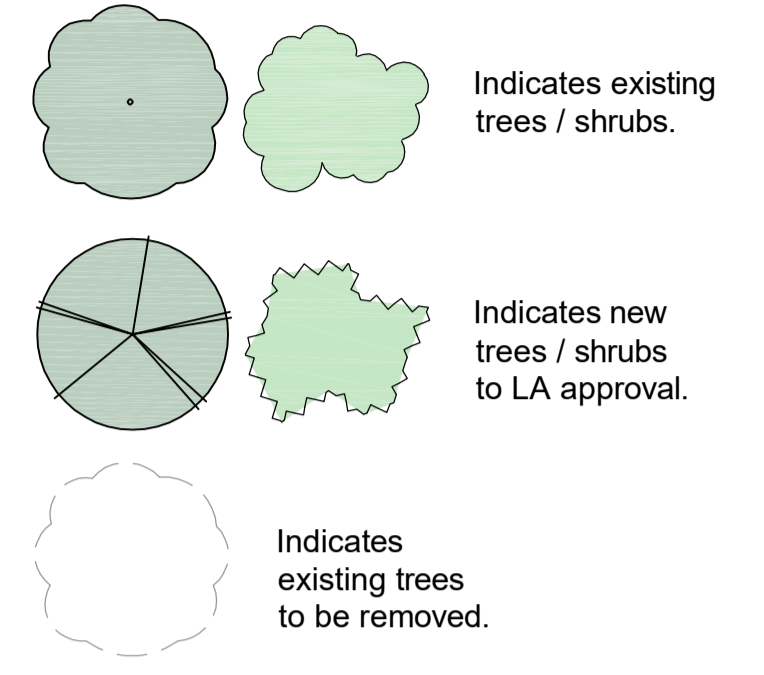 Indicates existing
trees / shrubs.
Indicates new
trees / shrubs
to LA approval.
Indicates
existing trees
to be removed.